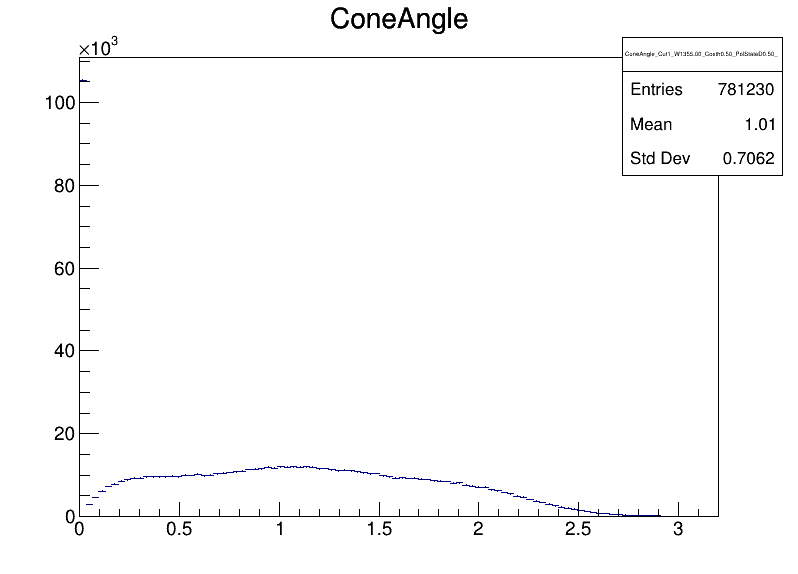 ConeAngle
×10³
ConeAngle_Cut1_W1355.00_Costh0.50_PolStateD0.50_
Entries 781230
Mean 1.01
Std Dev 0.7062
100
80
60
40
20
0
0 0.5 1 1.5 2 2.5 3